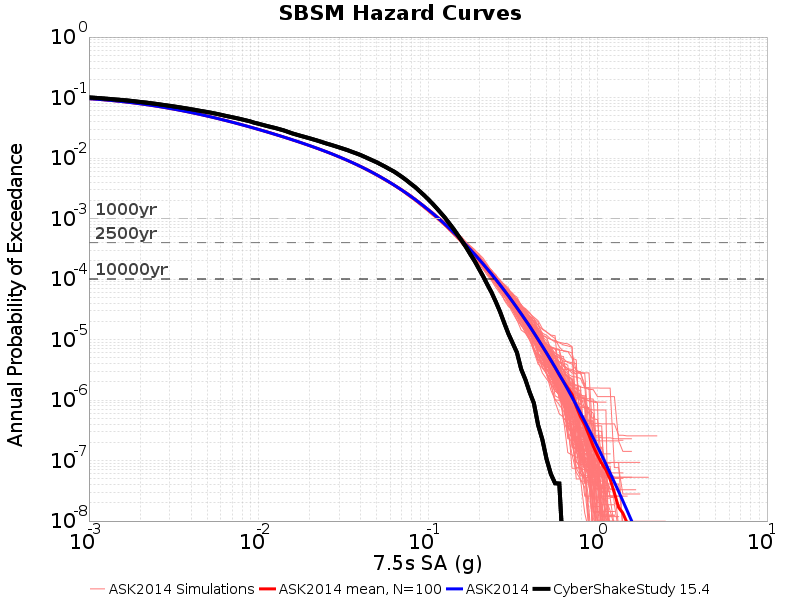 SBSM Hazard Curves
Annual Probability of Exceedance
10^0
10^-1
10^-2
10^-3
10^-4
10^-5
10^-6
10^-7
10^-8
1000yr
2500yr
10000yr
10^-3 10^-2 10^-1 10^0 10^1
7.5s SA (g)
ASK2014 Simulations ASK2014 mean, N=100 ASK2014 CyberShakeStudy 15.4